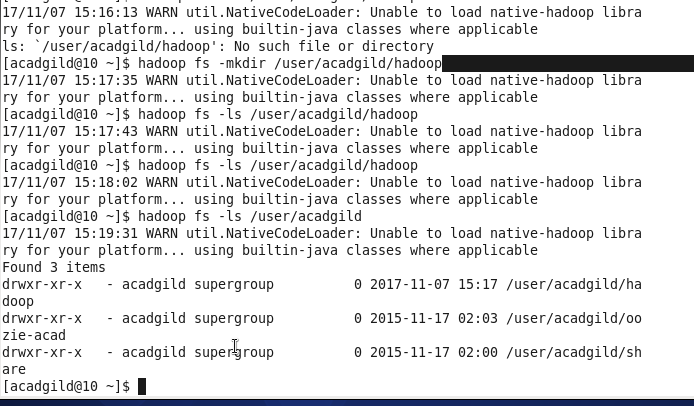 17/11/07 15:16:13 WARN util.NativeCodeLoader: Unable to load native-hadoop libra
ry for your platform... using builtin-java classes where applicable
ls: `/user/acadgild/hadoop': No such file or directory
[acadgild@10 ~]$ hadoop fs -mkdir /user/acadgild/hadoop
17/11/07 15:17:35 WARN util.NativeCodeLoader: Unable to load native-hadoop libra
ry for your platform... using builtin-java classes where applicable
[acadgild@10 ~]$ hadoop fs -ls /user/acadgild/hadoop
17/11/07 15:17:43 WARN util.NativeCodeLoader: Unable to load native-hadoop libra
ry for your platform... using builtin-java classes where applicable
[acadgild@10 ~]$ hadoop fs -ls /user/acadgild/hadoop
17/11/07 15:18:02 WARN util.NativeCodeLoader: Unable to load native-hadoop libra
ry for your platform... using builtin-java classes where applicable
[acadgild@10 ~]$ hadoop fs -ls /user/acadgild
17/11/07 15:19:31 WARN util.NativeCodeLoader: Unable to load native-hadoop libra
ry for your platform... using builtin-java classes where applicable
Found 3 items
drwxr-xr-x   - acadgild supergroup          0 2017-11-07 15:17 /user/acadgild/ha
doop
drwxr-xr-x   - acadgild supergroup          0 2015-11-17 02:03 /user/acadgild/oo
zie-acad
drwxr-xr-x   - acadgild supergroup          0 2015-11-17 02:00 /user/acadgild/sh
are
[acadgild@10 ~]$